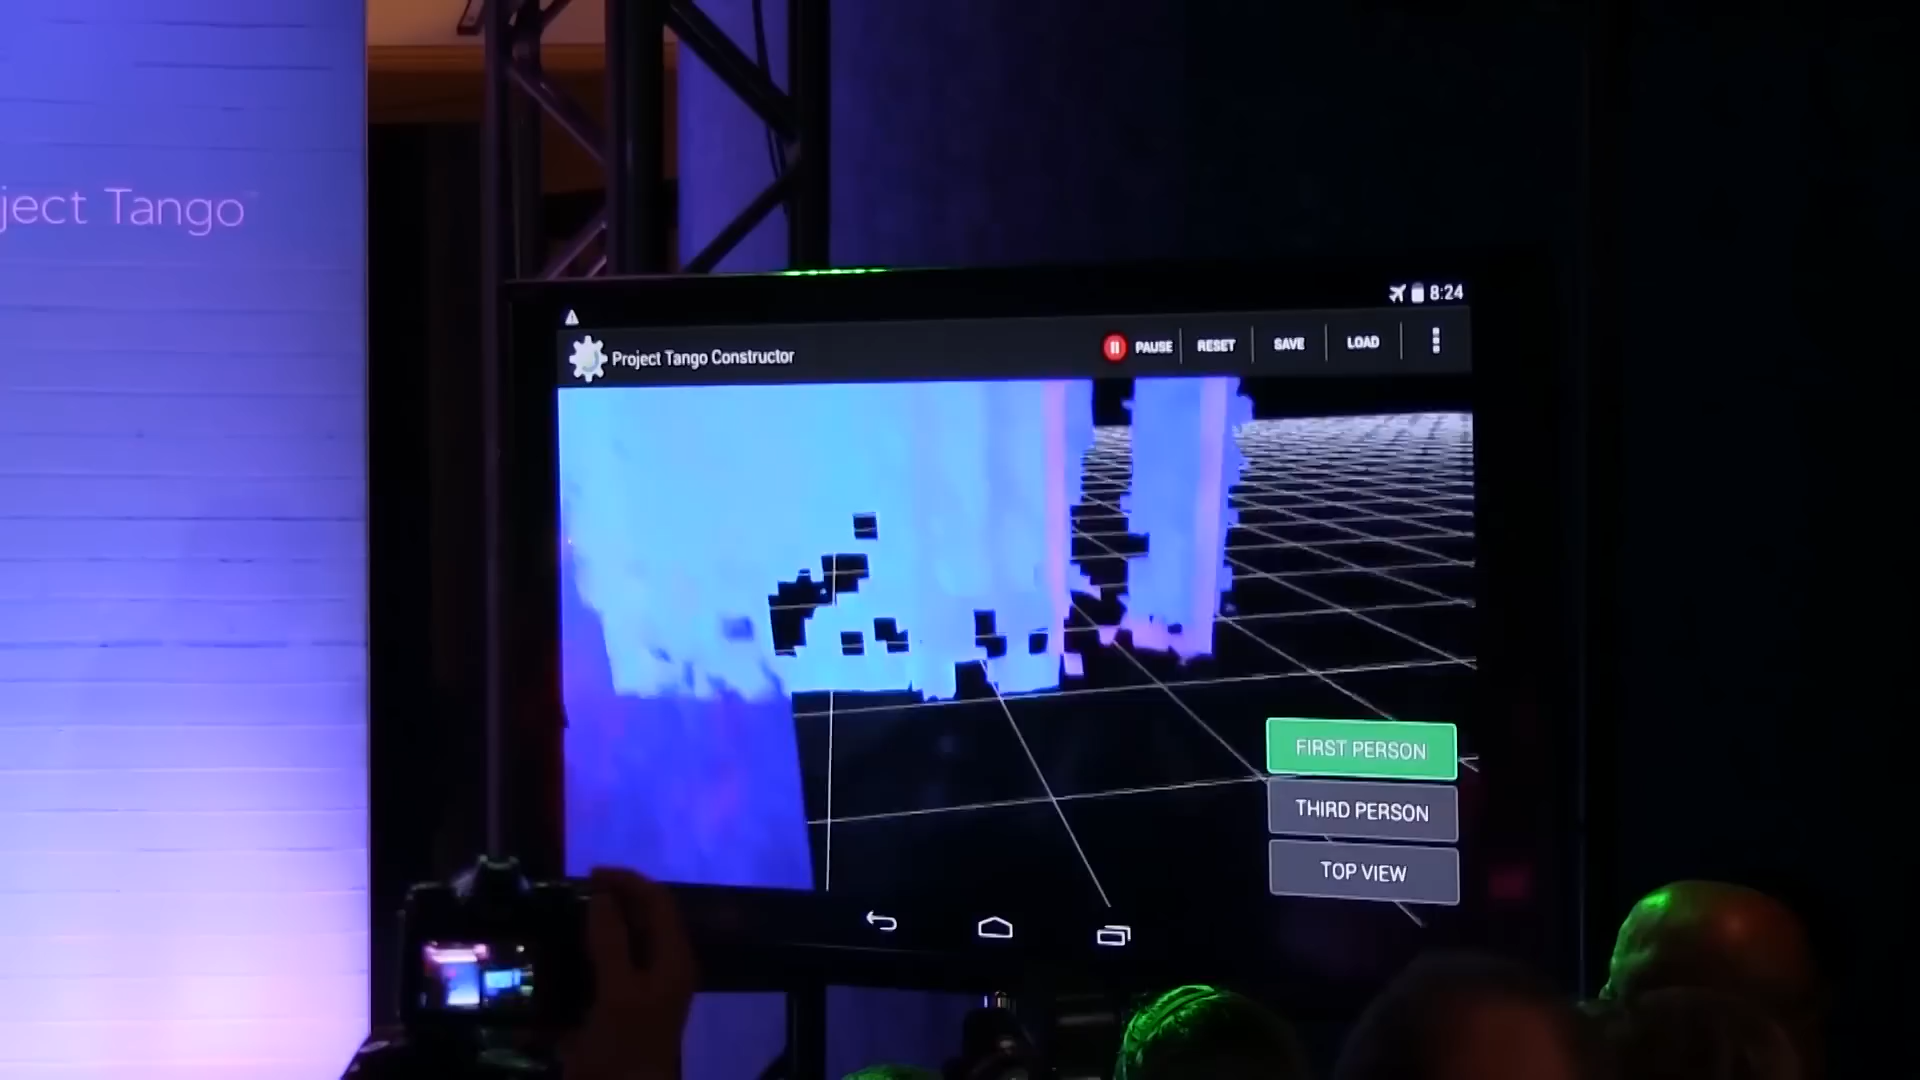 ject Tango
8:24
Project Tango Constructor
PAUSE
RESET
SAVE
LOAD
FIRST PERSON
THIRD PERSON
TOP VIEW